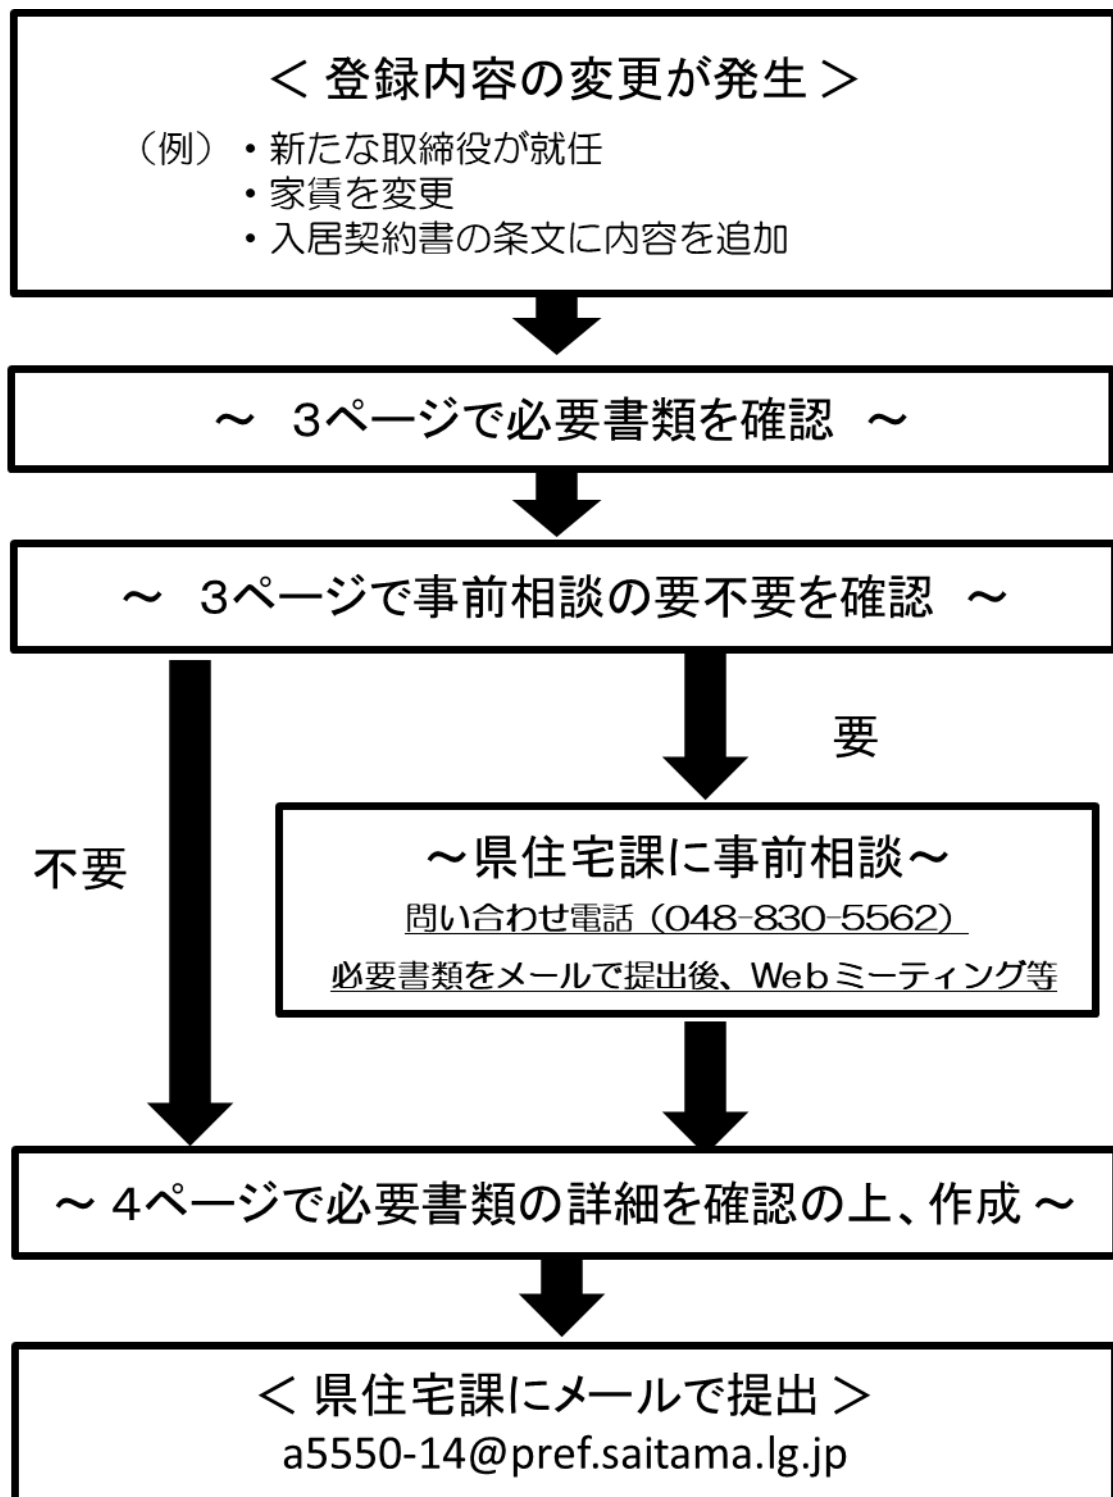 ＜ 登録内容の変更が発生 ＞
（例）・新たな取締役が就任
・家賃を変更
・入居契約書の条文に内容を追加
～　３ページで必要書類を確認　～
～　３ページで事前相談の要不要を確認　～
要
不要
～県住宅課に事前相談～
問い合わせ電話（048-830-5562）
必要書類をメールで提出後、Ｗｅｂミーティング等
～ 4ページで必要書類の詳細を確認の上、作成 ～
＜ 県住宅課にメールで提出 ＞
a5550-14@pref.saitama.lg.jp